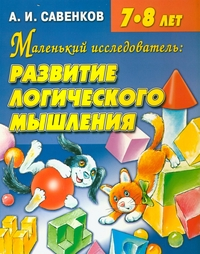 А. И. САВЕНКОВ
7•8 ЛЕТ
Маленький исследователь:
РАЗВИТИЕ
ЛОГИЧЕСКОГО
МЫШЛЕНИЯ